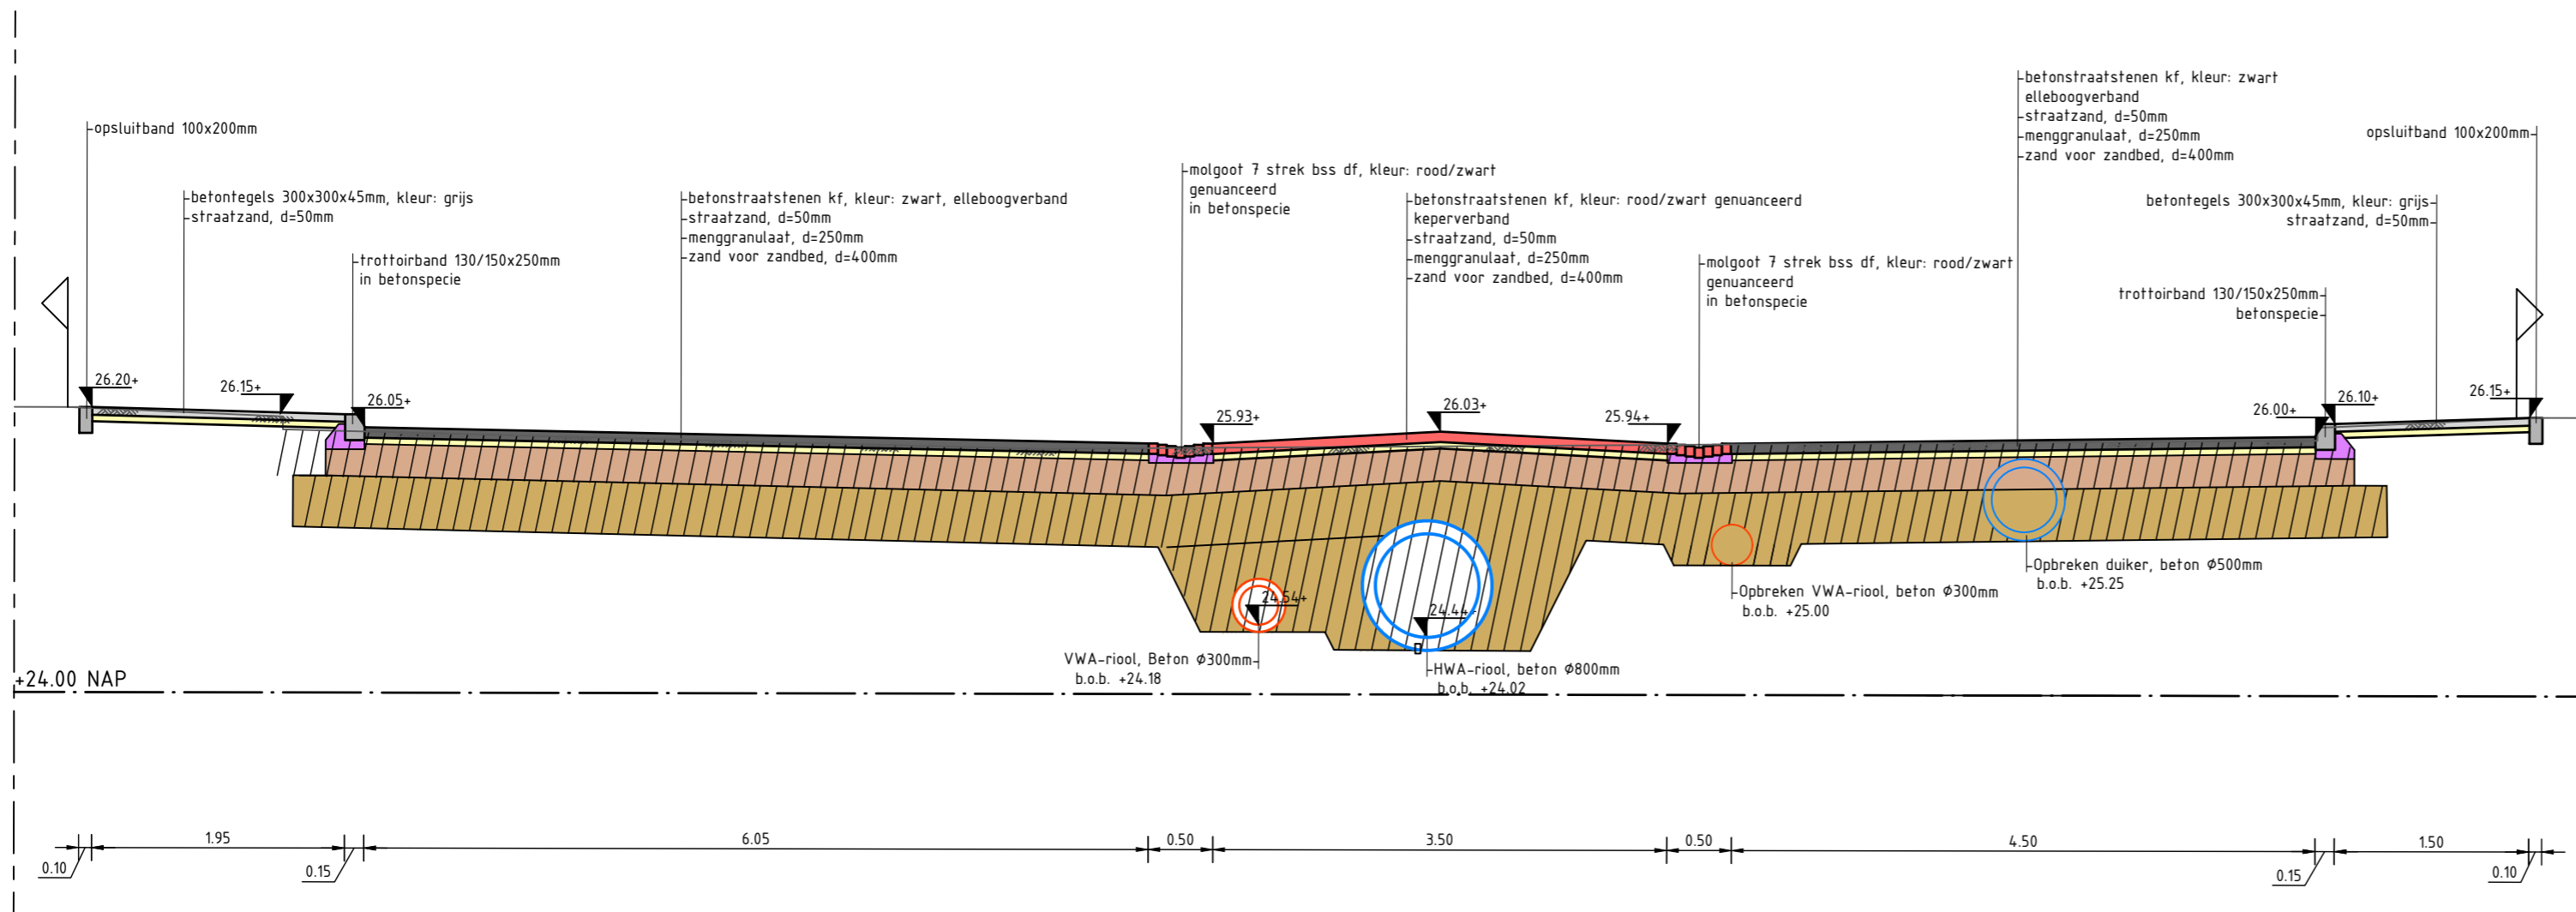 opsluitband 100x200mm
betontegels 300x300x45mm, kleur: grijs
straatzand, d=50mm
trottoirband 130/150x250mm
in betonspecie
betonstraatstenen kf, kleur: zwart, elleboogverband
straatzand, d=50mm
menggranulaat, d=250mm
zand voor zandbed, d=400mm
molgoot 7 strek bss df, kleur: rood/zwart
genuanceerd
in betonspecie
betonstraatstenen kf, kleur: rood/zwart genuanceerd
keperverband
straatzand, d=50mm
menggranulaat, d=250mm
zand voor zandbed, d=400mm
molgoot 7 strek bss df, kleur: rood/zwart
genuanceerd
in betonspecie
betonstraatstenen kf, kleur: zwart
elleboogverband
straatzand, d=50mm
menggranulaat, d=250mm
zand voor zandbed, d=400mm
opsluitband 100x200mm
betontegels 300x300x45mm, kleur: grijs
straatzand, d=50mm
trottoirband 130/150x250mm
betonspecie
26.20+
26.15+
26.05+
25.93+
26.03+
25.94+
26.00+
26.10+
26.15+
24.54+
24.44+
VWA-riool, Beton Ø300mm
b.o.b. +24.18
HWA-riool, beton Ø800mm
b.o.b. +24.02
Opbreken VWA-riool, beton Ø300mm
b.o.b. +25.00
Opbreken duiker, beton Ø500mm
b.o.b. +25.25
+24.00 NAP
0.10
1.95
0.15
6.05
0.50
3.50
0.50
4.50
0.15
1.50
0.10